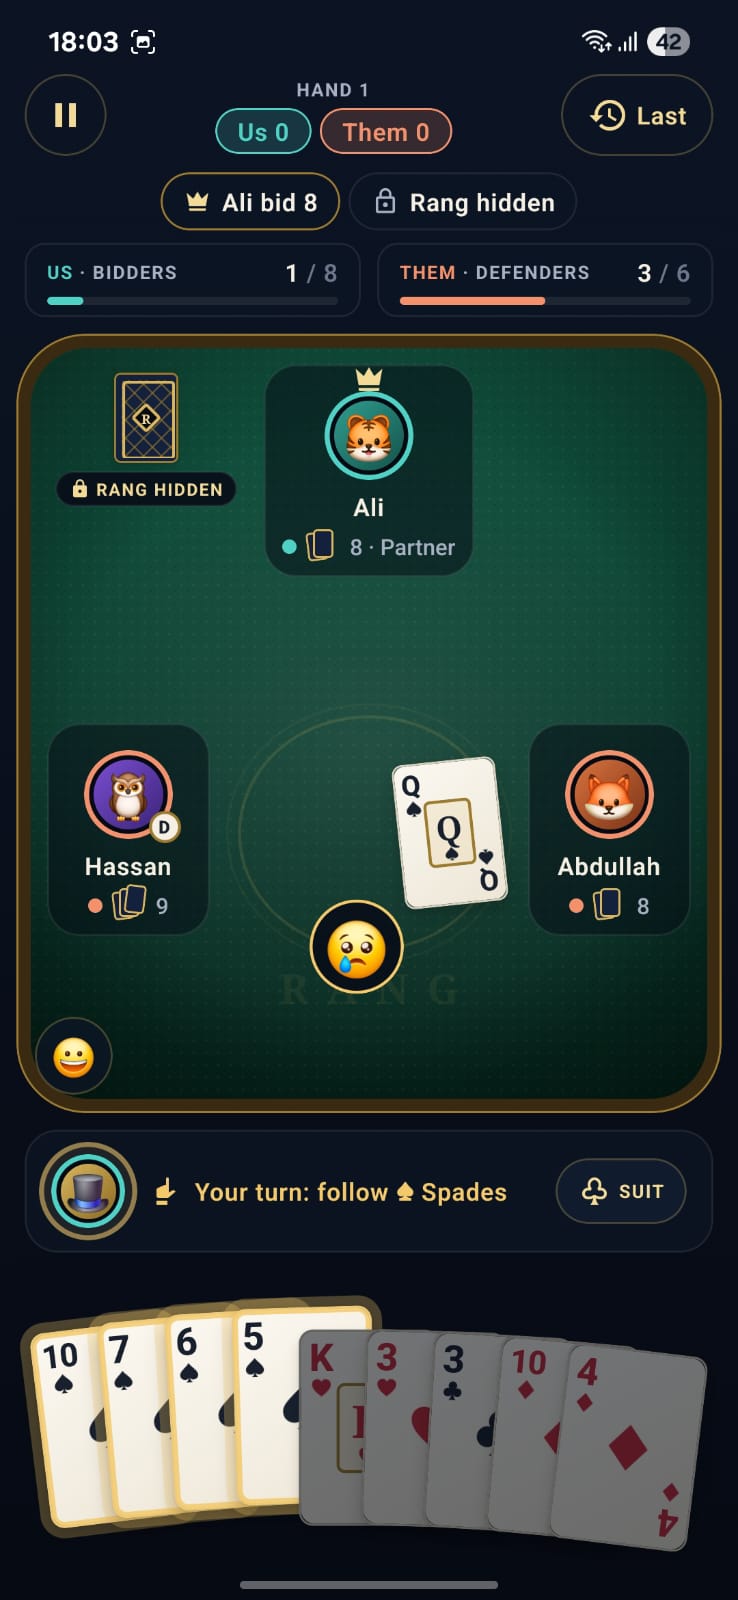 18:03
42
HAND 1
Us 0
Them 0
Last
Ali bid 8
Rang hidden
US · BIDDERS
1 / 8
THEM · DEFENDERS
3 / 6
R
RANG HIDDEN
Ali
8 · Partner
Q
Q
Q
D
Hassan
9
Abdullah
8
RANG
Your turn: follow ♠ Spades
SUIT
10
7
6
5
K
3
3
10
4
4